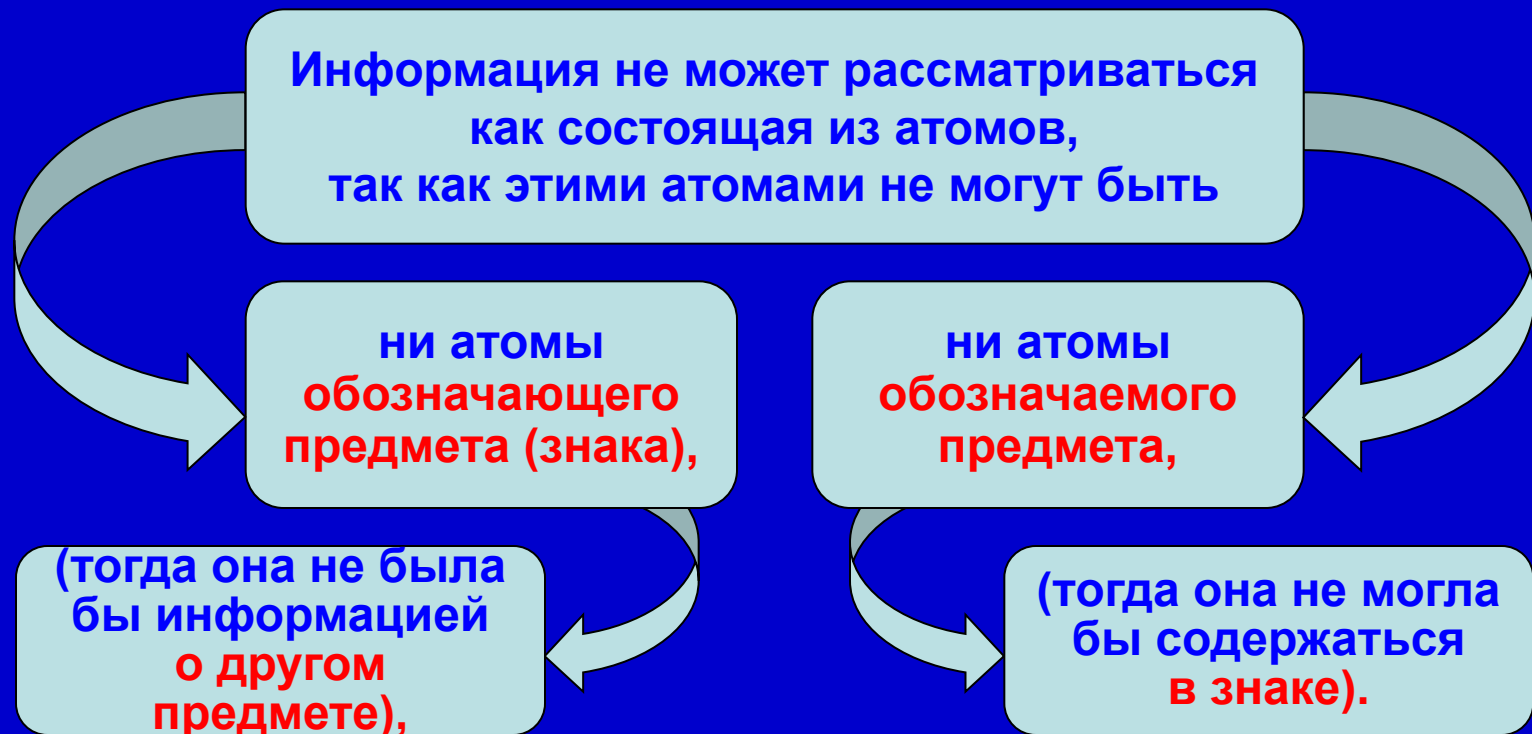 Информация не может рассматриваться
как состоящая из атомов,
так как этими атомами не могут быть
ни атомы
обозначающего
предмета (знака),
ни атомы
обозначаемого
предмета,
(тогда она не была
бы информацией
о другом
предмете),
(тогда она не могла
бы содержаться
в знаке).